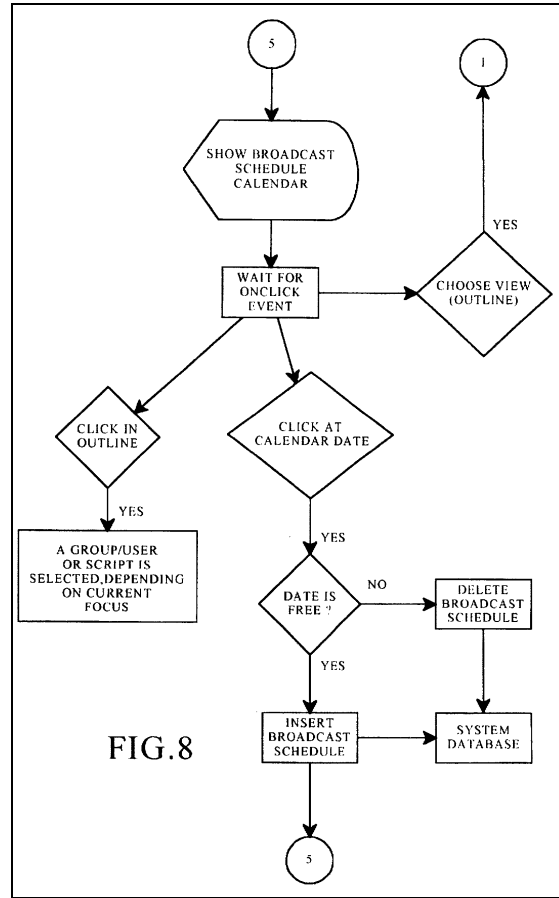 5
1
SHOW BROADCAST
SCHEDULE
CALENDAR
YES
WAIT FOR
ONCLICK
EVENT
CHOOSE VIEW
(OUTLINE)
CLICK IN
OUTLINE
CLICK AT
CALENDAR DATE
YES
YES
A GROUP/USER
OR SCRIPT IS
SELECTED,DEPENDING
ON CURRENT
FOCUS
DATE IS
FREE ?
NO
DELETE
BROADCAST
SCHEDULE
YES
INSERT
BROADCAST
SCHEDULE
SYSTEM
DATABASE
FIG.8
5